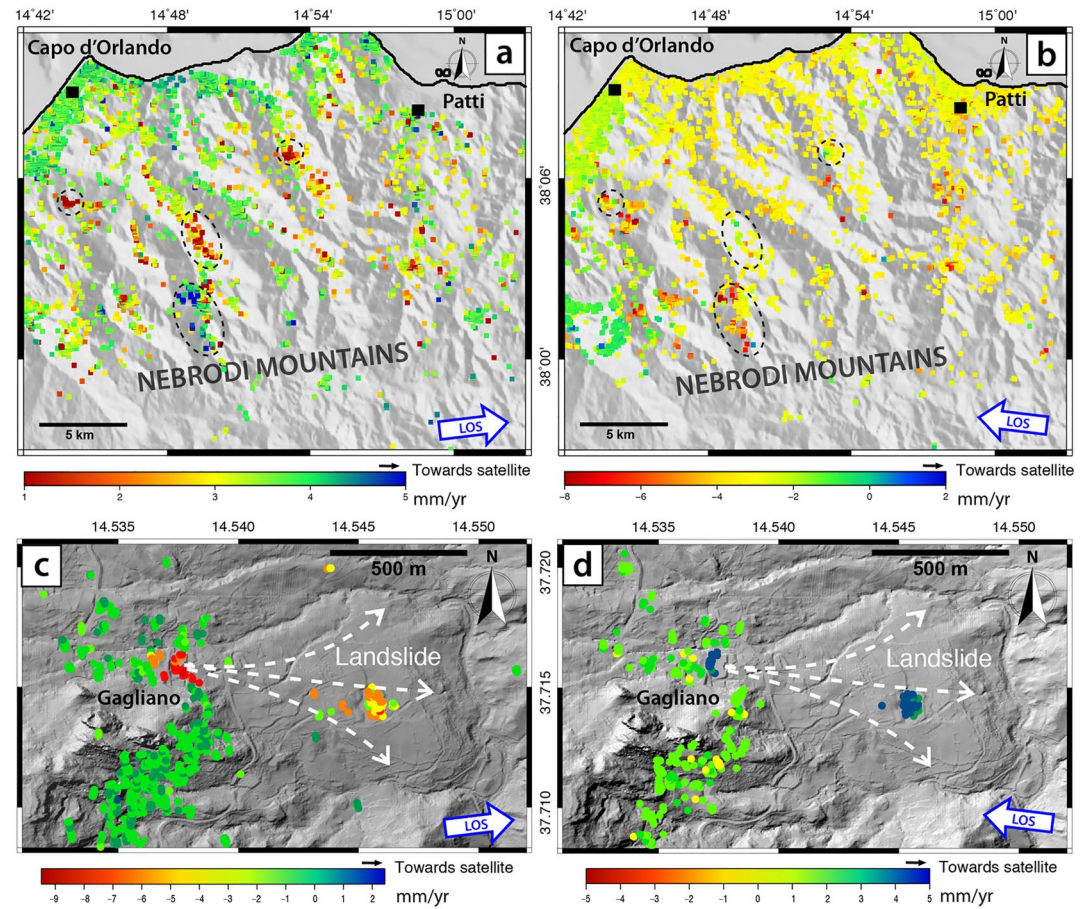 14°42' 14°48' 14°54' 15°00'
14°42' 14°48' 14°54' 15°00'
Capo d'Orlando
N
a
Patti
NEBRODI MOUNTAINS
5 km
LOS
38°06'
38°00'
Capo d'Orlando
N
b
Patti
NEBRODI MOUNTAINS
5 km
LOS
Towards satellite
1 2 3 4 5 mm/yr
Towards satellite
-8 -6 -4 -2 0 2 mm/yr
14.535 14.540 14.545 14.550
14.535 14.540 14.545 14.550
c
500 m
N
Landslide
Gagliano
LOS
37.720
37.715
37.710
d
500 m
N
Landslide
Gagliano
LOS
Towards satellite
-9 -8 -7 -6 -5 -4 -3 -2 -1 0 1 2 mm/yr
Towards satellite
-5 -4 -3 -2 -1 0 1 2 3 4 5 mm/yr